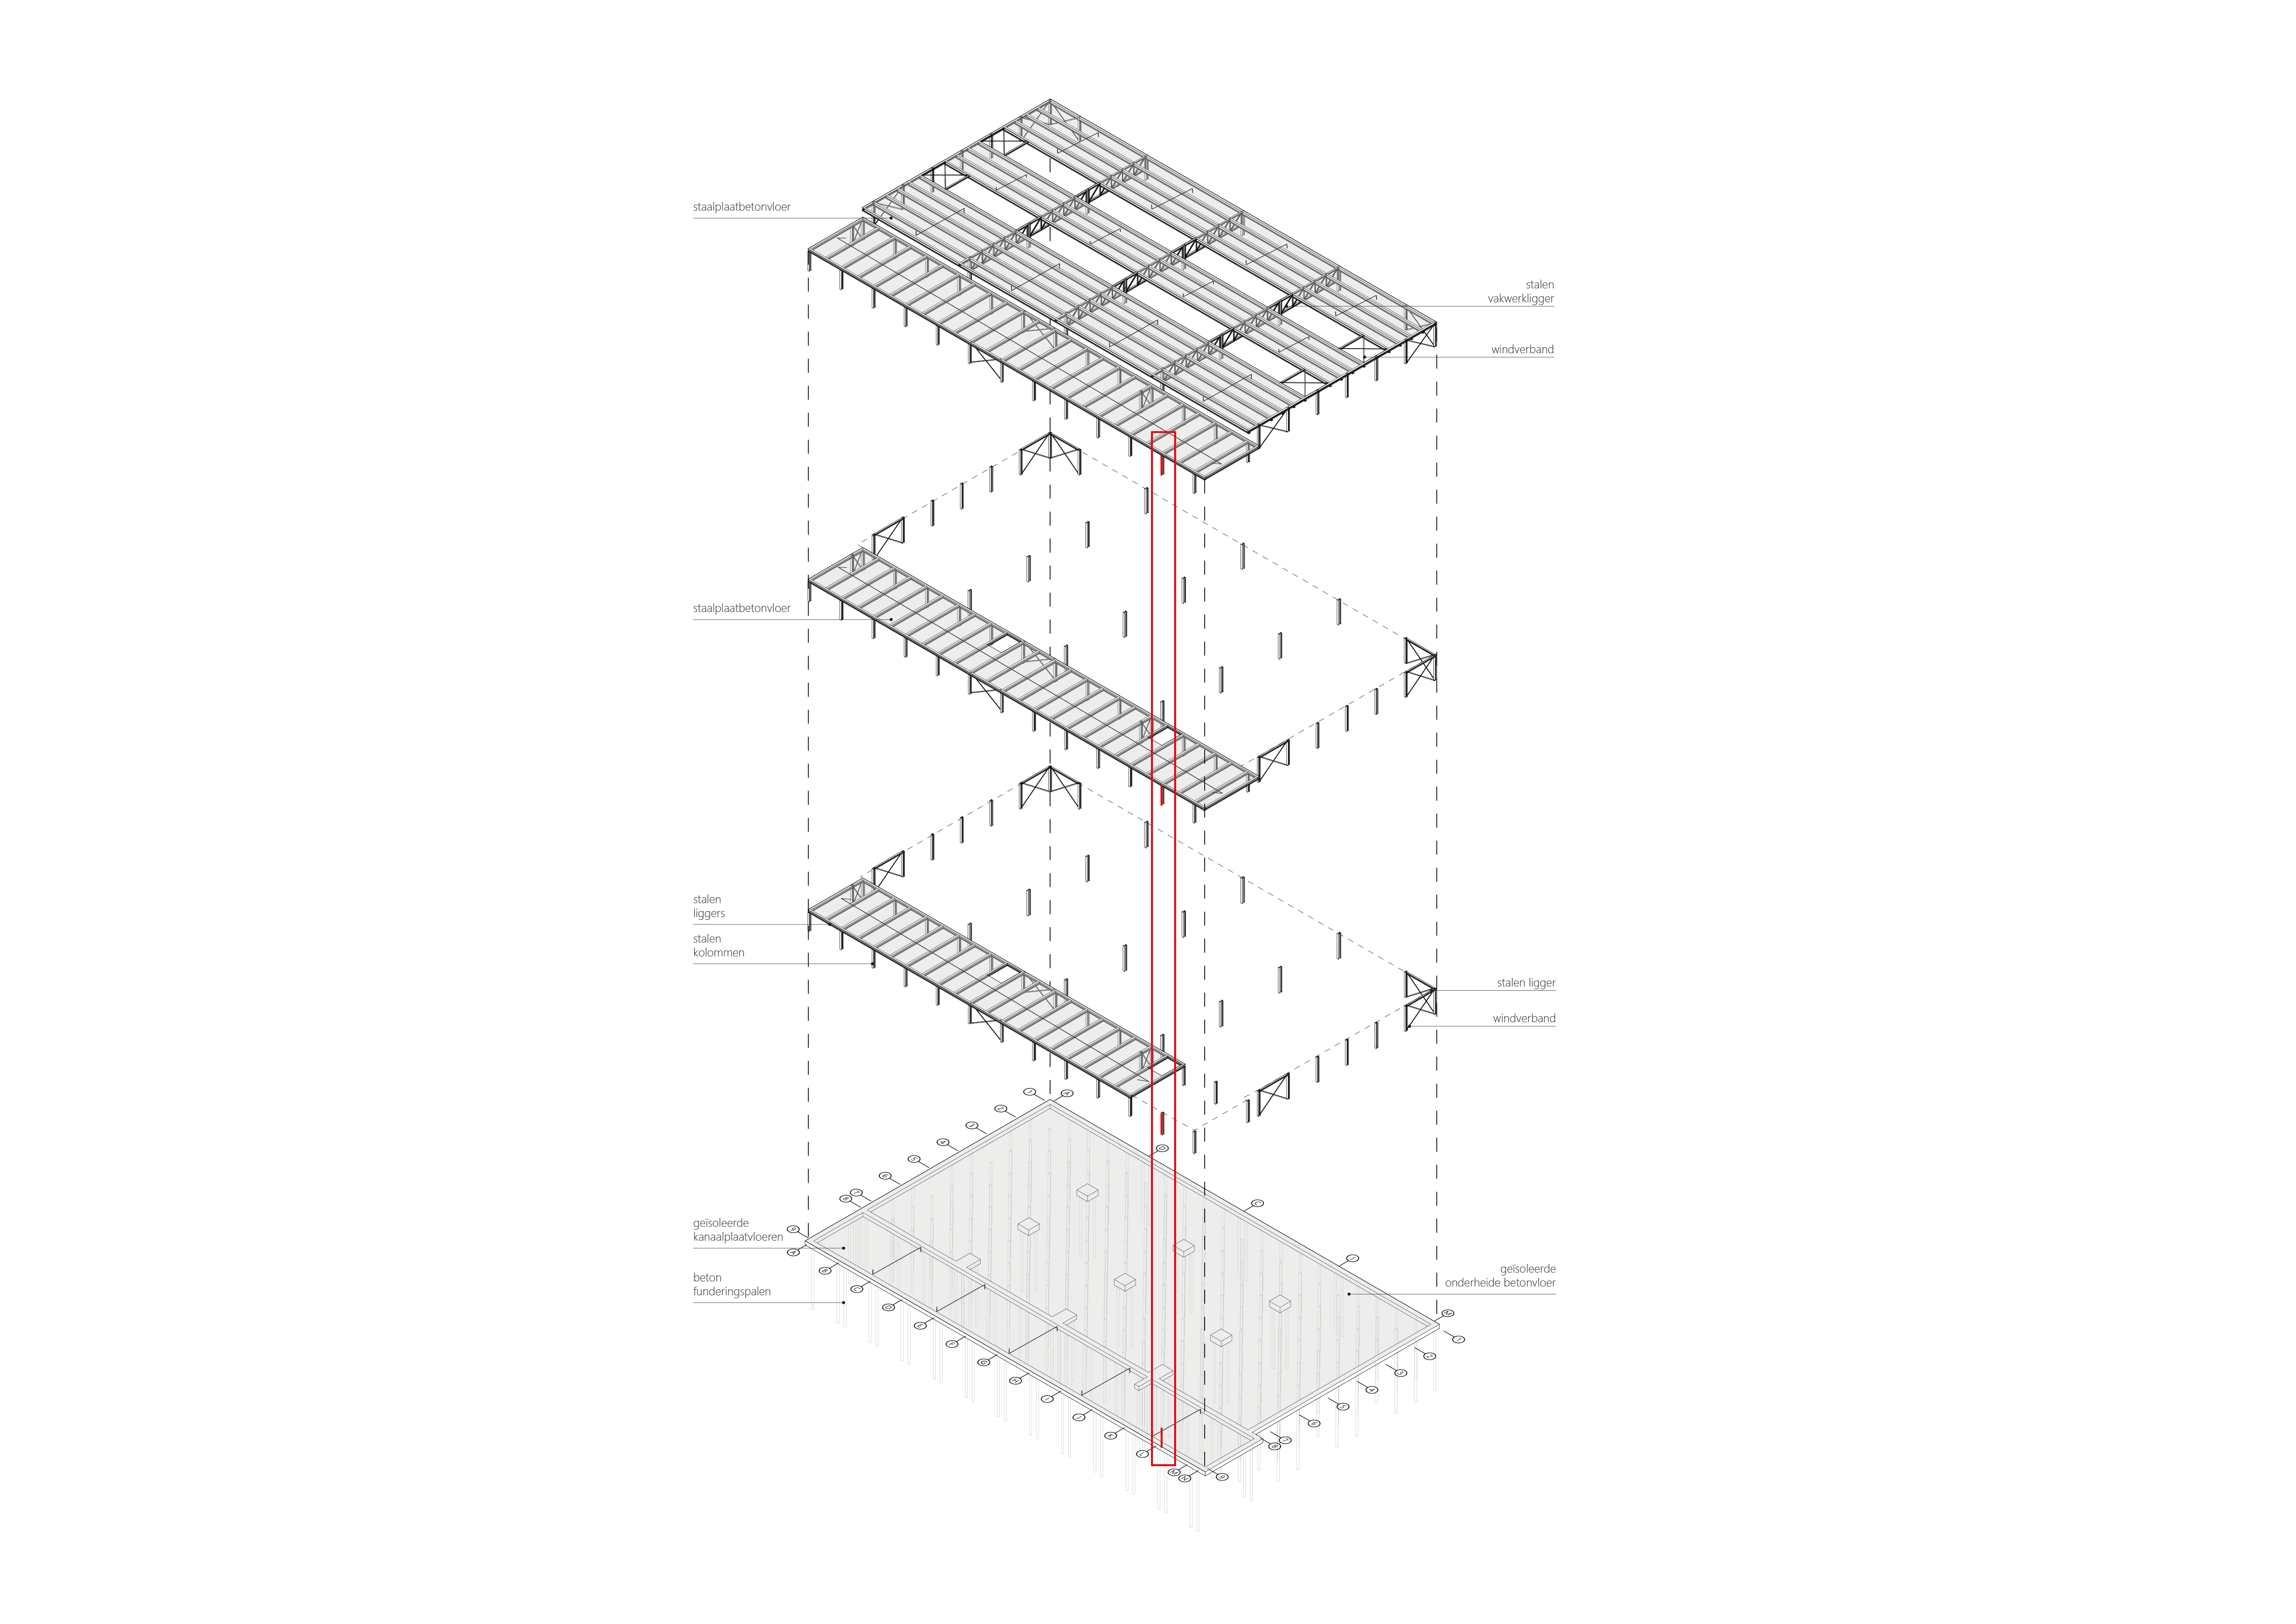 staalplaatbetonvloer
stalen
vakwerkligger
windverband
staalplaatbetonvloer
stalen
liggers
stalen
kolommen
stalen ligger
windverband
geïsoleerde
kanaalplaatvloeren
beton
funderingspalen
geïsoleerde
onderheide betonvloer